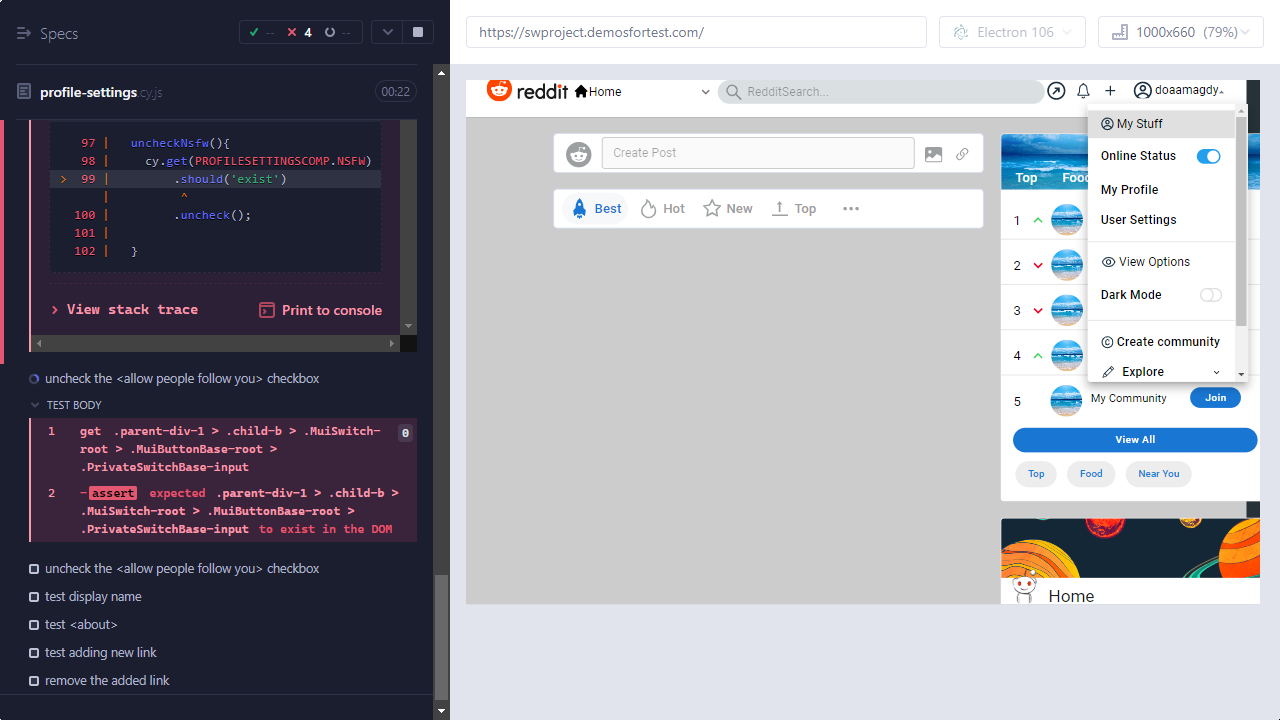 Specs
--
4
--
profile-settings.cy.js
00:22
97 | uncheckNsfw(){
98 | cy.get(PROFILESETTINGSCOMP.NSFW)
> 99 | .should('exist')
| ^
100 | .uncheck();
101 |
102 | }
> View stack trace
Print to console
uncheck the <allow people follow you> checkbox
TEST BODY
1 get .parent-div-1 > .child-b > .MuiSwitch-
root > .MuiButtonBase-root >
.PrivateSwitchBase-input
0
2 -assert expected .parent-div-1 > .child-b >
.MuiSwitch-root > .MuiButtonBase-root >
.PrivateSwitchBase-input to exist in the DOM
uncheck the <allow people follow you> checkbox
test display name
test <about>
test adding new link
remove the added link
https://swproject.demosfortest.com/
Electron 106
1000x660 (79%)
reddit
Home
RedditSearch...
doaamagdy
Create Post
Best
Hot
New
Top
•••
Top
Food
1
2
3
4
5
My Community
Join
View All
Top
Food
Near You
Home
My Stuff
Online Status
My Profile
User Settings
View Options
Dark Mode
Create community
Explore